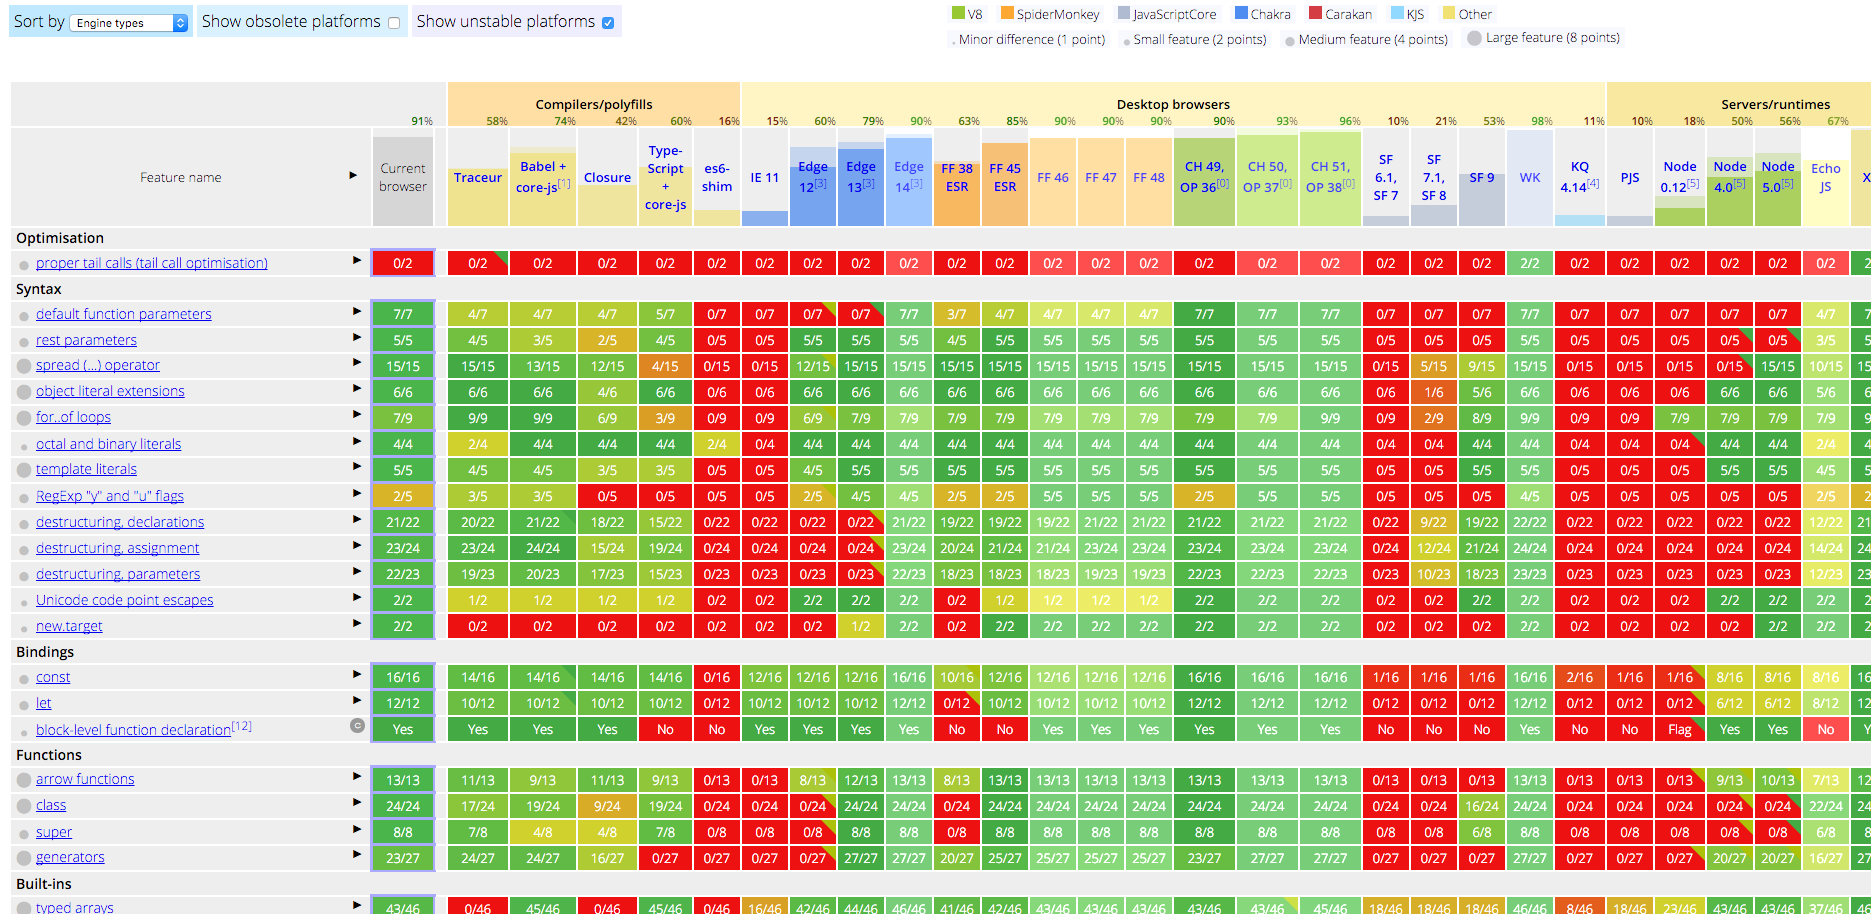 Sort by Engine types Show obsolete platforms Show unstable platforms
V8 SpiderMonkey JavaScriptCore Chakra Carakan KJS Other
Minor difference (1 point) Small feature (2 points) Medium feature (4 points) Large feature (8 points)
Compilers/polyfills Desktop browsers Servers/runtimes
91% 58% 74% 42% 60% 16% 15% 60% 79% 90% 63% 85% 90% 90% 90% 90% 93% 96% 10% 21% 53% 98% 11% 10% 18% 50% 56% 67%
Feature name ▶ Current browser Traceur Babel + core-js[1] Closure Type-Script + core-js es6-shim IE 11 Edge 12[3] Edge 13[3] Edge 14[3] FF 38 ESR FF 45 ESR FF 46 FF 47 FF 48 CH 49, OP 36[0] CH 50, OP 37[0] CH 51, OP 38[0] SF 6.1, SF 7 SF 7.1, SF 8 SF 9 WK KQ 4.14[4] PJS Node 0.12[5] Node 4.0[5] Node 5.0[5] Echo JS X
Optimisation
proper tail calls (tail call optimisation) ▶ 0/2 0/2 0/2 0/2 0/2 0/2 0/2 0/2 0/2 0/2 0/2 0/2 0/2 0/2 0/2 0/2 0/2 0/2 0/2 0/2 0/2 2/2 0/2 0/2 0/2 0/2 0/2 0/2 2
Syntax
default function parameters ▶ 7/7 4/7 4/7 4/7 5/7 0/7 0/7 0/7 0/7 7/7 3/7 4/7 4/7 4/7 4/7 7/7 7/7 7/7 0/7 0/7 0/7 7/7 0/7 0/7 0/7 0/7 0/7 4/7 7
rest parameters ▶ 5/5 4/5 3/5 2/5 4/5 0/5 0/5 5/5 5/5 5/5 4/5 5/5 5/5 5/5 5/5 5/5 5/5 5/5 0/5 0/5 0/5 5/5 0/5 0/5 0/5 0/5 0/5 3/5 5
spread (...) operator ▶ 15/15 15/15 13/15 12/15 4/15 0/15 0/15 12/15 15/15 15/15 15/15 15/15 15/15 15/15 15/15 15/15 15/15 15/15 0/15 5/15 9/15 15/15 0/15 0/15 0/15 0/15 15/15 10/15 15
object literal extensions ▶ 6/6 6/6 6/6 4/6 6/6 0/6 0/6 6/6 6/6 6/6 6/6 6/6 6/6 6/6 6/6 6/6 6/6 6/6 0/6 1/6 5/6 6/6 0/6 0/6 0/6 6/6 6/6 5/6 6
for..of loops ▶ 7/9 9/9 9/9 6/9 3/9 0/9 0/9 6/9 7/9 7/9 7/9 7/9 7/9 7/9 7/9 7/9 7/9 9/9 0/9 2/9 8/9 9/9 0/9 0/9 7/9 7/9 7/9 7/9 9
octal and binary literals ▶ 4/4 2/4 4/4 4/4 4/4 2/4 0/4 4/4 4/4 4/4 4/4 4/4 4/4 4/4 4/4 4/4 4/4 4/4 0/4 0/4 4/4 4/4 0/4 0/4 0/4 4/4 4/4 2/4 4
template literals ▶ 5/5 4/5 4/5 3/5 3/5 0/5 0/5 4/5 5/5 5/5 5/5 5/5 5/5 5/5 5/5 5/5 5/5 5/5 0/5 0/5 5/5 5/5 0/5 0/5 0/5 5/5 5/5 4/5 5
RegExp "y" and "u" flags ▶ 2/5 3/5 3/5 0/5 0/5 0/5 0/5 2/5 4/5 4/5 2/5 2/5 5/5 5/5 5/5 2/5 5/5 5/5 0/5 0/5 0/5 4/5 0/5 0/5 0/5 0/5 0/5 2/5 2
destructuring, declarations ▶ 21/22 20/22 21/22 18/22 15/22 0/22 0/22 0/22 0/22 21/22 19/22 19/22 19/22 21/22 21/22 21/22 21/22 21/22 0/22 9/22 19/22 22/22 0/22 0/22 0/22 0/22 0/22 12/22 21
destructuring, assignment ▶ 23/24 23/24 24/24 15/24 19/24 0/24 0/24 0/24 0/24 23/24 20/24 21/24 21/24 23/24 23/24 23/24 23/24 23/24 0/24 12/24 21/24 24/24 0/24 0/24 0/24 0/24 0/24 14/24 24
destructuring, parameters ▶ 22/23 19/23 20/23 17/23 15/23 0/23 0/23 0/23 0/23 22/23 18/23 18/23 18/23 19/23 19/23 22/23 22/23 22/23 0/23 10/23 18/23 23/23 0/23 0/23 0/23 0/23 0/23 12/23 23
Unicode code point escapes ▶ 2/2 1/2 1/2 1/2 1/2 0/2 0/2 2/2 2/2 2/2 0/2 1/2 1/2 1/2 1/2 2/2 2/2 2/2 0/2 0/2 2/2 2/2 0/2 0/2 0/2 2/2 2/2 2/2 2
new.target ▶ 2/2 0/2 0/2 0/2 0/2 0/2 0/2 0/2 1/2 2/2 0/2 2/2 2/2 2/2 2/2 2/2 2/2 2/2 0/2 0/2 0/2 2/2 0/2 0/2 0/2 0/2 2/2 2/2 2
Bindings
const ▶ 16/16 14/16 14/16 14/16 14/16 0/16 12/16 12/16 12/16 16/16 10/16 12/16 12/16 12/16 12/16 16/16 16/16 16/16 1/16 1/16 1/16 16/16 2/16 1/16 1/16 8/16 8/16 8/16 16
let ▶ 12/12 10/12 10/12 10/12 10/12 0/12 10/12 10/12 10/12 12/12 0/12 10/12 10/12 10/12 10/12 12/12 12/12 12/12 0/12 0/12 0/12 12/12 0/12 0/12 0/12 6/12 6/12 8/12 12
block-level function declaration[12] C Yes Yes Yes Yes No No Yes Yes Yes Yes No No Yes Yes Yes Yes Yes Yes No No No Yes No No Flag Yes Yes No Y
Functions
arrow functions ▶ 13/13 11/13 9/13 11/13 9/13 0/13 0/13 8/13 12/13 13/13 8/13 13/13 13/13 13/13 13/13 13/13 13/13 13/13 0/13 0/13 0/13 13/13 0/13 0/13 0/13 9/13 10/13 7/13 12
class ▶ 24/24 17/24 19/24 9/24 19/24 0/24 0/24 0/24 24/24 24/24 0/24 24/24 24/24 24/24 24/24 24/24 24/24 24/24 0/24 0/24 16/24 24/24 0/24 0/24 0/24 0/24 0/24 22/24 24
super ▶ 8/8 7/8 4/8 4/8 7/8 0/8 0/8 0/8 8/8 8/8 0/8 8/8 8/8 8/8 8/8 8/8 8/8 8/8 0/8 0/8 6/8 8/8 0/8 0/8 0/8 0/8 0/8 6/8 8
generators ▶ 23/27 24/27 24/27 16/27 0/27 0/27 0/27 0/27 27/27 27/27 20/27 25/27 25/27 25/27 25/27 23/27 27/27 27/27 0/27 0/27 0/27 27/27 0/27 0/27 0/27 20/27 20/27 16/27 27
Built-ins
typed arrays ▶ 43/46 0/46 45/46 0/46 45/46 0/46 16/46 42/46 44/46 46/46 41/46 42/46 43/46 43/46 43/46 43/46 43/46 45/46 18/46 18/46 18/46 46/46 8/46 18/46 23/46 43/46 43/46 37/46 46